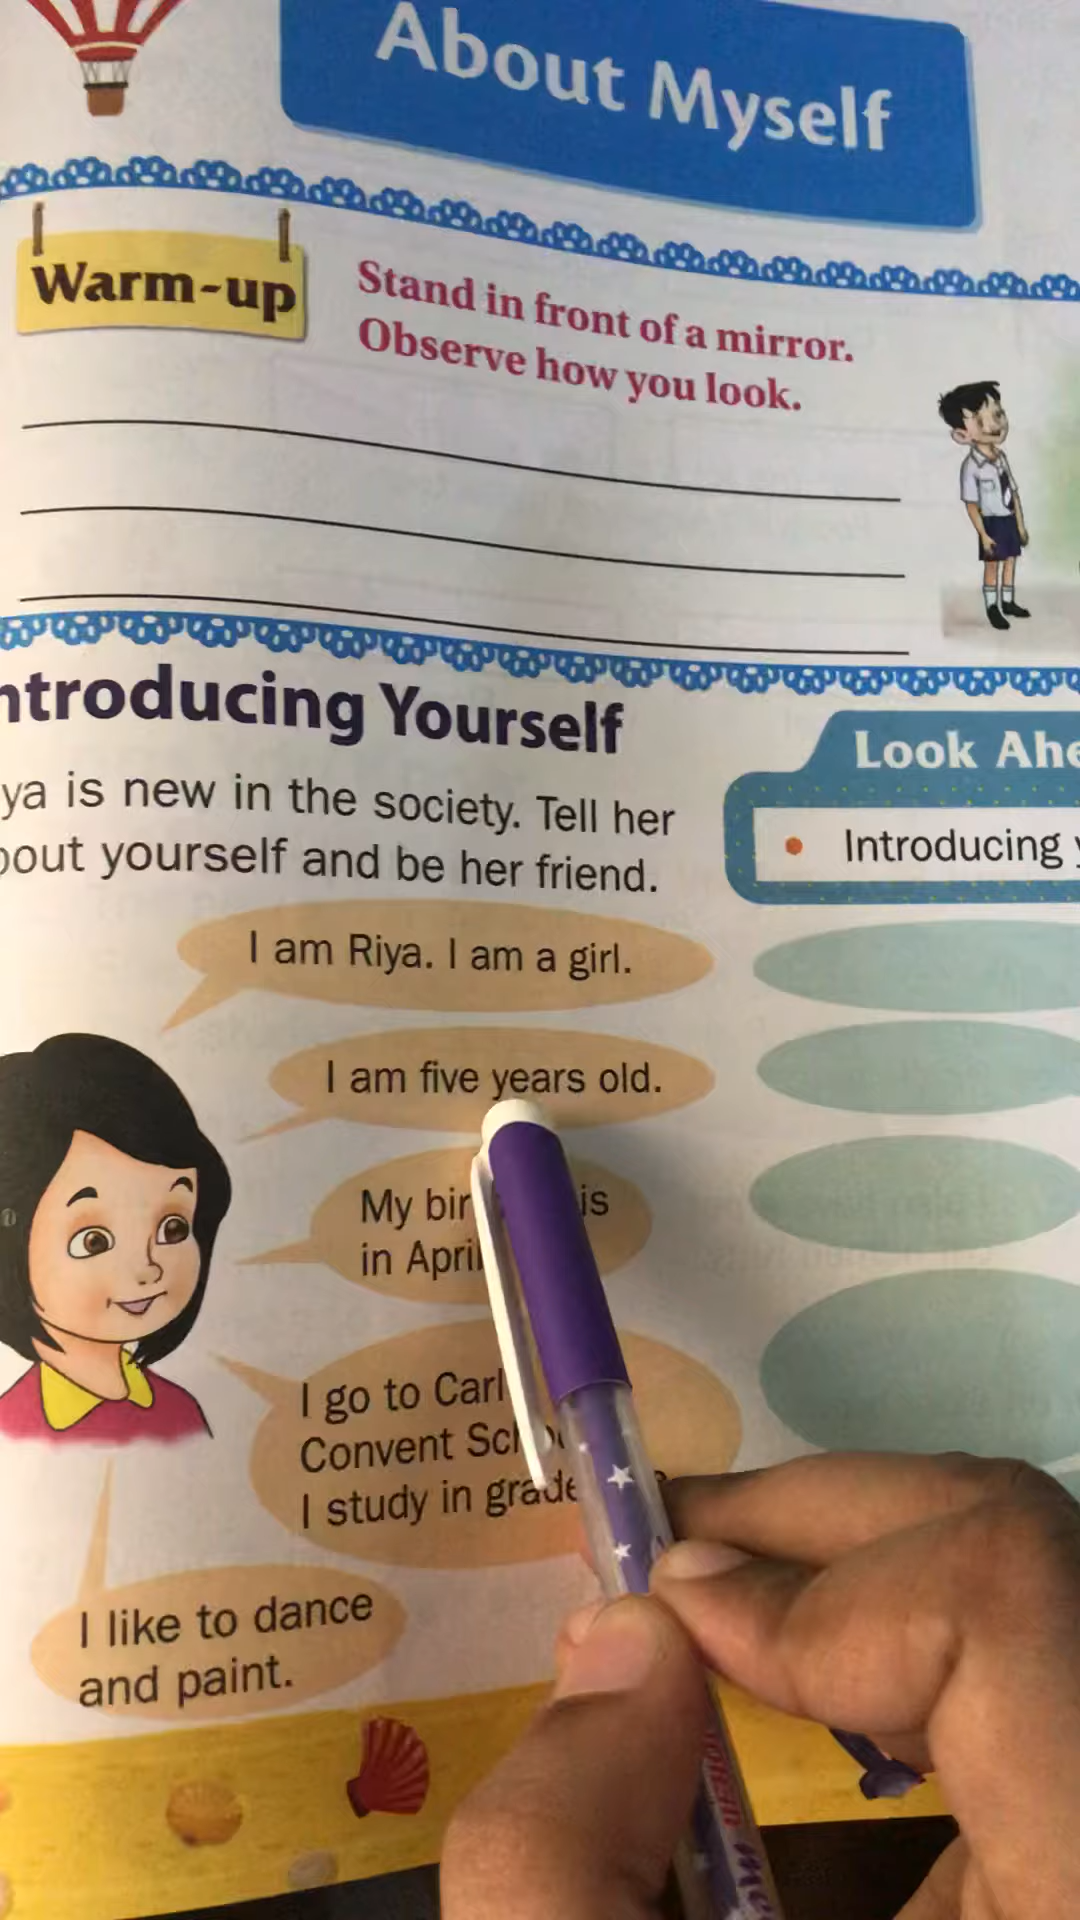 About Myself
Warm-up
Stand in front of a mirror.
Observe how you look.
ntroducing Yourself
Look Ahe
ya is new in the society. Tell her
bout yourself and be her friend.
Introducing y
I am Riya. I am a girl.
I am five years old.
My bir is
in April
I go to Carl
Convent Scho
I study in grade
I like to dance
and paint.